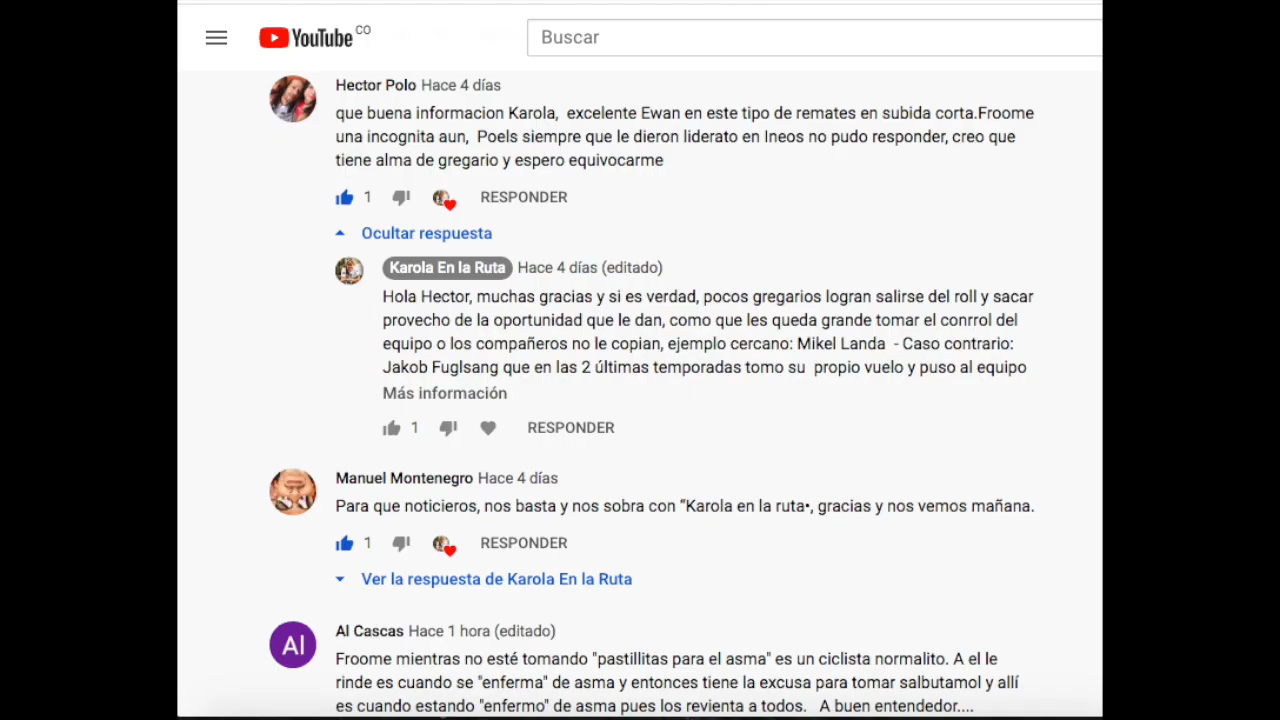 YouTube CO
Buscar
Hector Polo Hace 4 días
que buena informacion Karola, excelente Ewan en este tipo de remates en subida corta.Froome
una incognita aun, Poels siempre que le dieron liderato en Ineos no pudo responder, creo que
tiene alma de gregario y espero equivocarme
1 RESPONDER
Ocultar respuesta
Karola En la Ruta Hace 4 días (editado)
Hola Hector, muchas gracias y si es verdad, pocos gregarios logran salirse del roll y sacar
provecho de la oportunidad que le dan, como que les queda grande tomar el conrrol del
equipo o los compañeros no le copian, ejemplo cercano: Mikel Landa - Caso contrario:
Jakob Fuglsang que en las 2 últimas temporadas tomo su propio vuelo y puso al equipo
Más información
1 RESPONDER
Manuel Montenegro Hace 4 días
Para que noticieros, nos basta y nos sobra con “Karola en la ruta•, gracias y nos vemos mañana.
1 RESPONDER
Ver la respuesta de Karola En la Ruta
Al
Al Cascas Hace 1 hora (editado)
Froome mientras no esté tomando "pastillitas para el asma" es un ciclista normalito. A el le
rinde es cuando se "enferma" de asma y entonces tiene la excusa para tomar salbutamol y allí
es cuando estando "enfermo" de asma pues los revienta a todos. A buen entendedor....